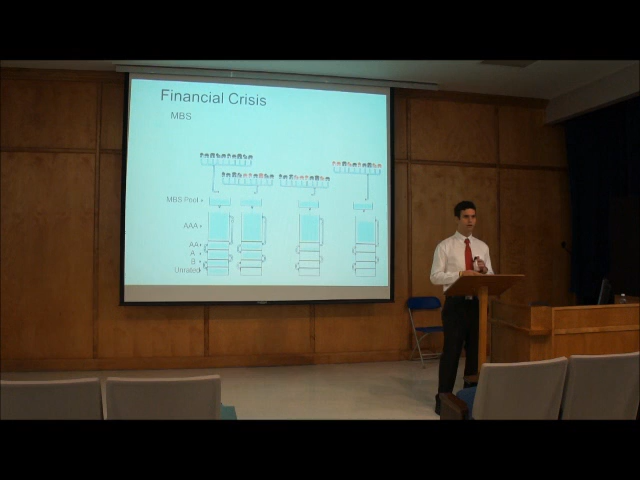 Financial Crisis
MBS
MBS Pool
AAA
AA
A
B
Unrated